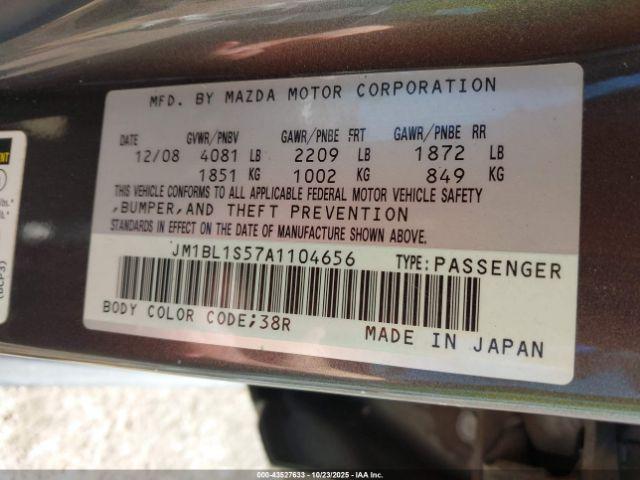 MFD. BY MAZDA MOTOR CORPORATION
DATE GVWR/PNBV GAWR/PNBE FRT GAWR/PNBE RR
12/08 4081 LB 2209 LB 1872 LB
1851 KG 1002 KG 849 KG
THIS VEHICLE CONFORMS TO ALL APPLICABLE FEDERAL MOTOR VEHICLE SAFETY
,BUMPER,AND THEFT PREVENTION
STANDARDS IN EFFECT ON THE DATE OF MANUFACTURE SHOWN ABOVE.
JM1BL1S57A1104656 TYPE:PASSENGER
BODY COLOR CODE;38R
MADE IN JAPAN
000-43527633 - 10/23/2025 - IAA Inc.